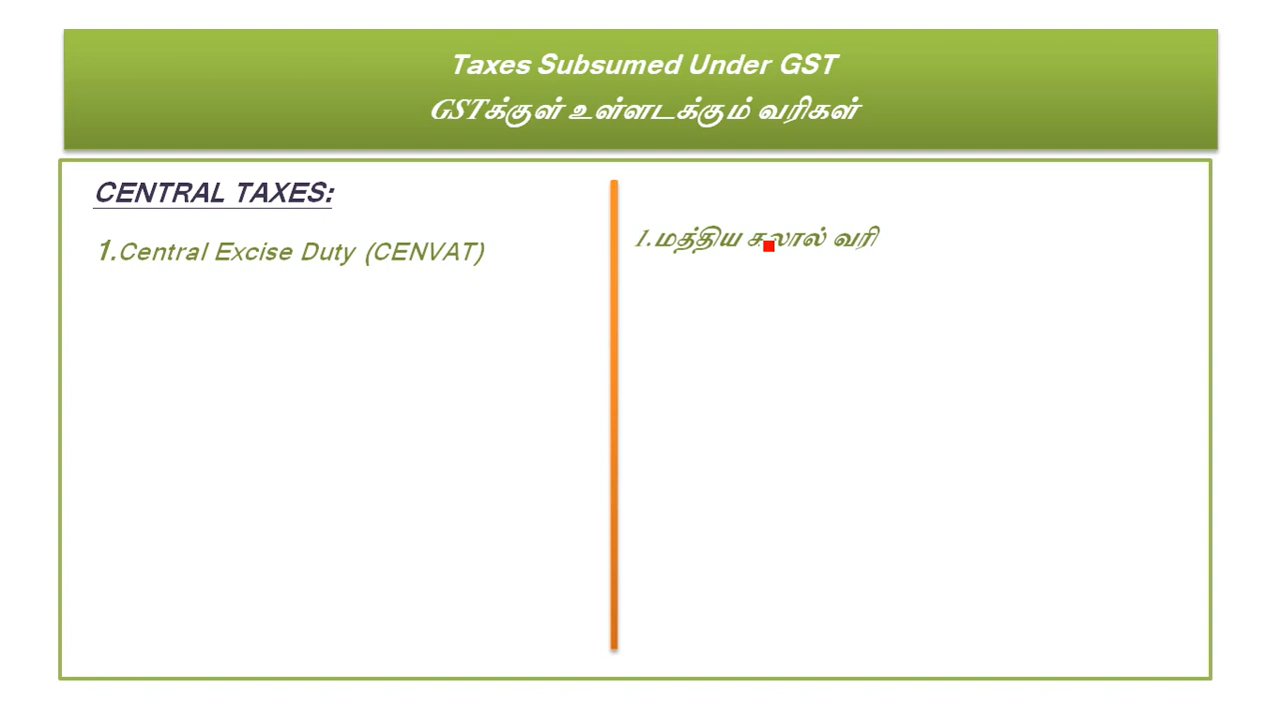 Taxes Subsumed Under GST
GSTக்குள் உள்ளடக்கும் வரிகள்
CENTRAL TAXES:
1.Central Excise Duty (CENVAT)
1.மத்திய சுலால் வரி